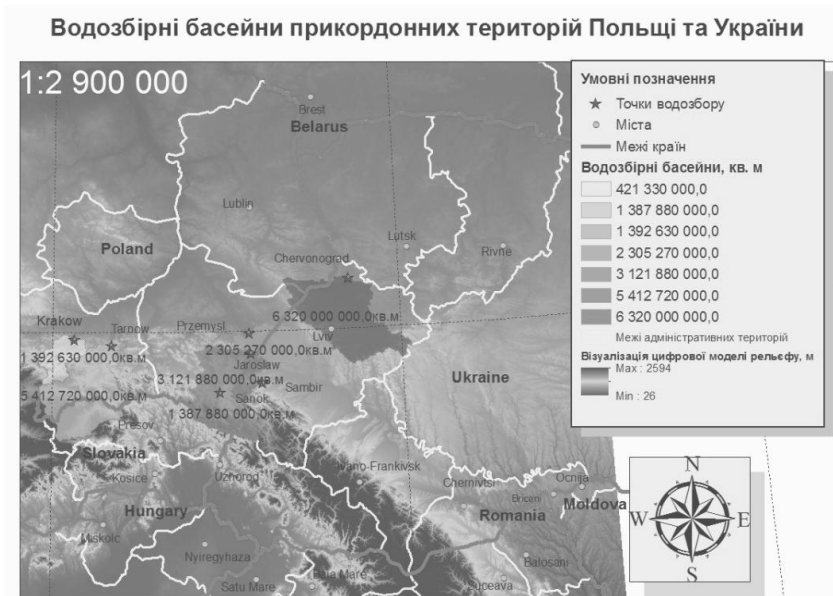 Водозбірні басейни прикордонних територій Польщі та України
1:2 900 000
Brest
Belarus
Lublin
Lutsk
Rivne
Poland
Chervonograd
6 320 000 000,0кв.м
Krakow
Tarnow
Przemysl
Lviv
1 392 630 000,0кв.м
2 305 270 000,0кв.м
Jaroslaw
3 121 880 000,0кв.м
Sambir
Ukraine
5 412 720 000,0кв.м
Sanok
1 387 880 000,0кв.м
Presov
Slovakia
Kosice
Uzhorod
Ivano-Frankivsk
Chernivtsi
Ocnija
Briceni
Moldova
Hungary
Romania
Miskolc
Nyiregyhaza
Balosani
Satu Mare
Baia Mare
Suceava
Умовні позначення
Точки водозбору
Міста
Межі країн
Водозбірні басейни, кв. м
421 330 000,0
1 387 880 000,0
1 392 630 000,0
2 305 270 000,0
3 121 880 000,0
5 412 720 000,0
6 320 000 000,0
Межі адміністративних територій
Візуалізація цифрової моделі рельєфу, м
Max : 2594
Min : 26
N
W
E
S